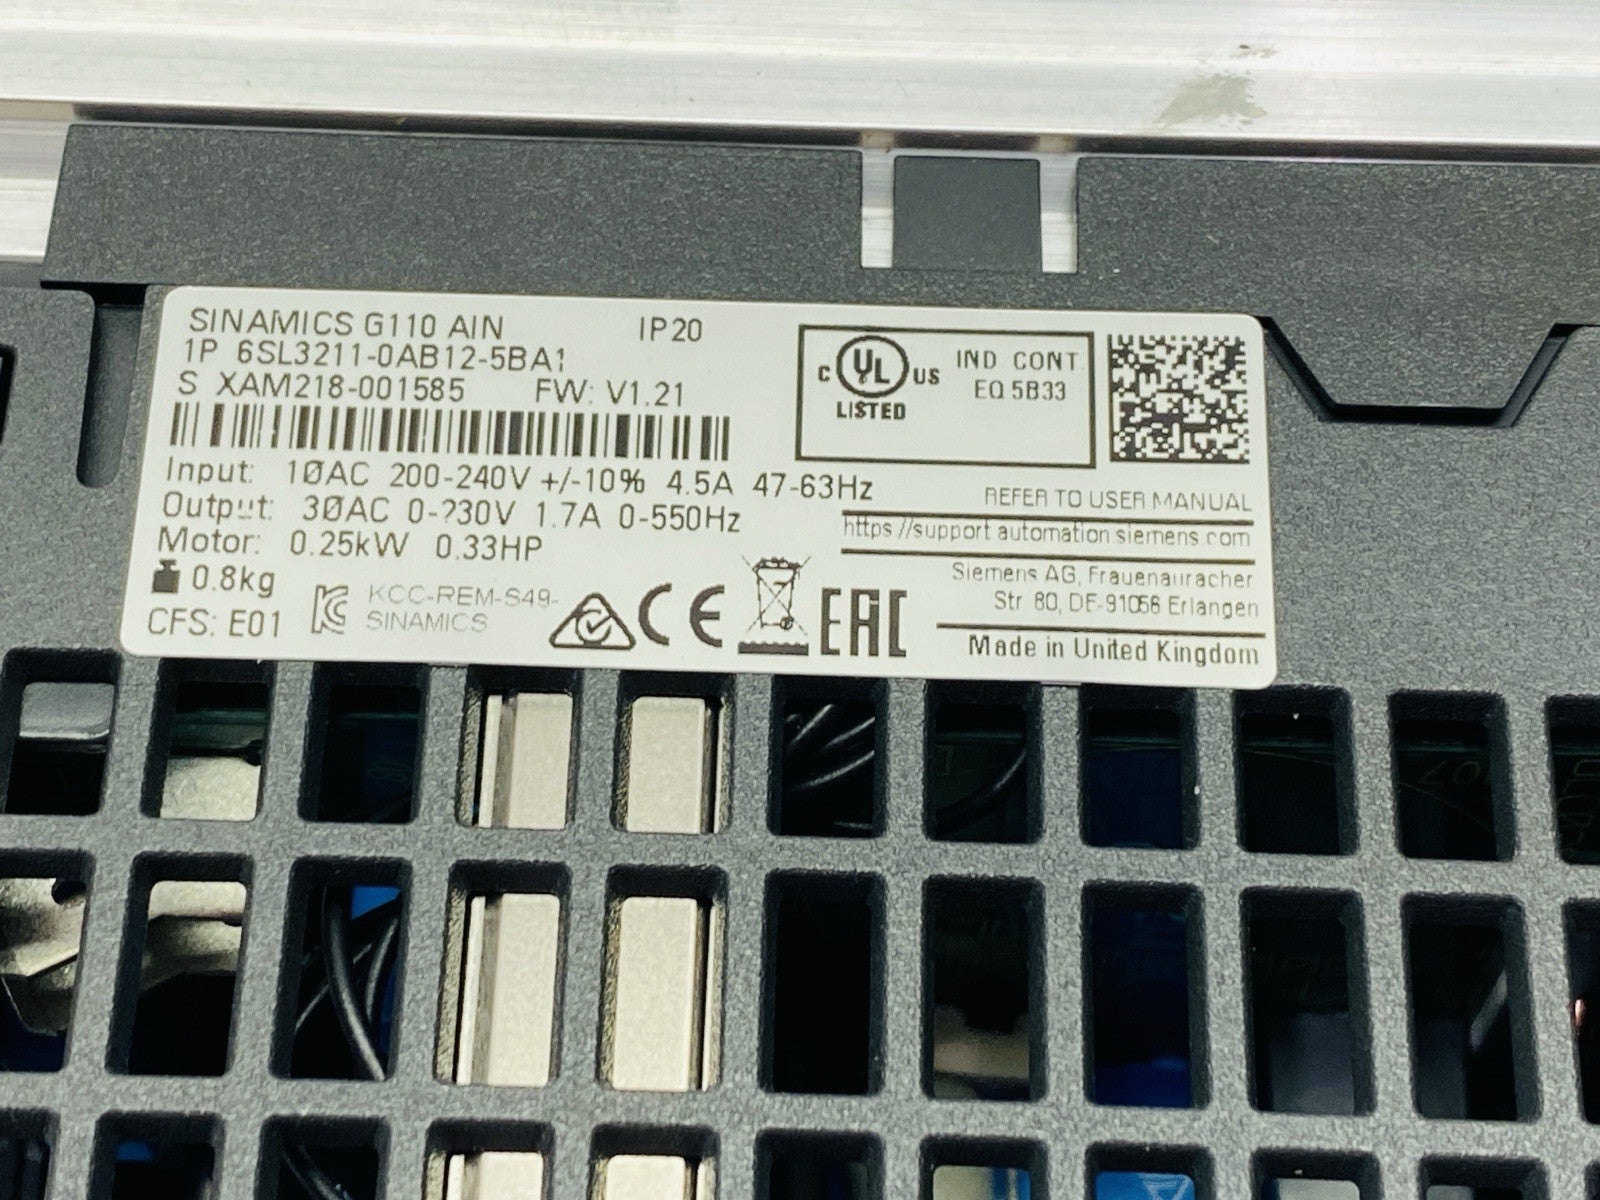 SINAMICS G110 AIN IP20
1P 6SL3211-0AB12-5BA1
S XAM218-001585 FW: V1.21
C UL US LISTED
IND CONT
EQ 5B33
Input: 1ØAC 200-240V +/-10% 4.5A 47-63Hz
Output: 3ØAC 0-230V 1.7A 0-550Hz
Motor: 0.25kW 0.33HP
0.8kg
CFS: E01
KCC-REM-S49-
SINAMICS
CE
EAC
REFER TO USER MANUAL
https://support.automation.siemens.com
Siemens AG, Frauenauracher
Str. 80, DE-91056 Erlangen
Made in United Kingdom